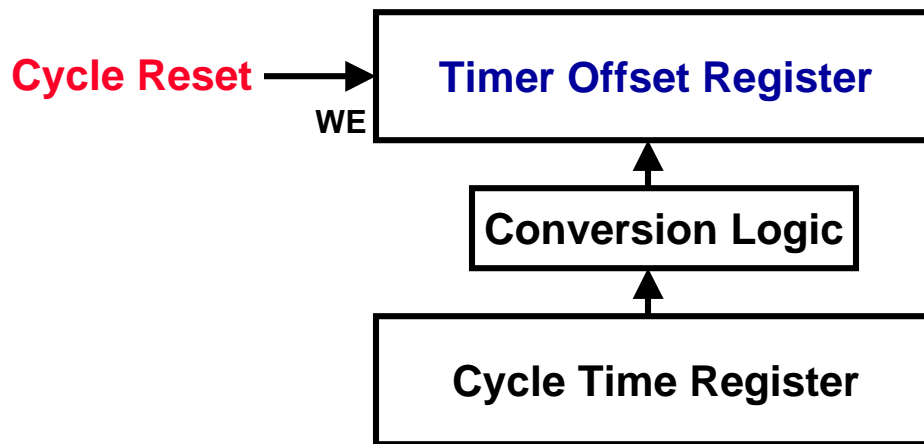 Cycle Reset
WE
Timer Offset Register
Conversion Logic
Cycle Time Register